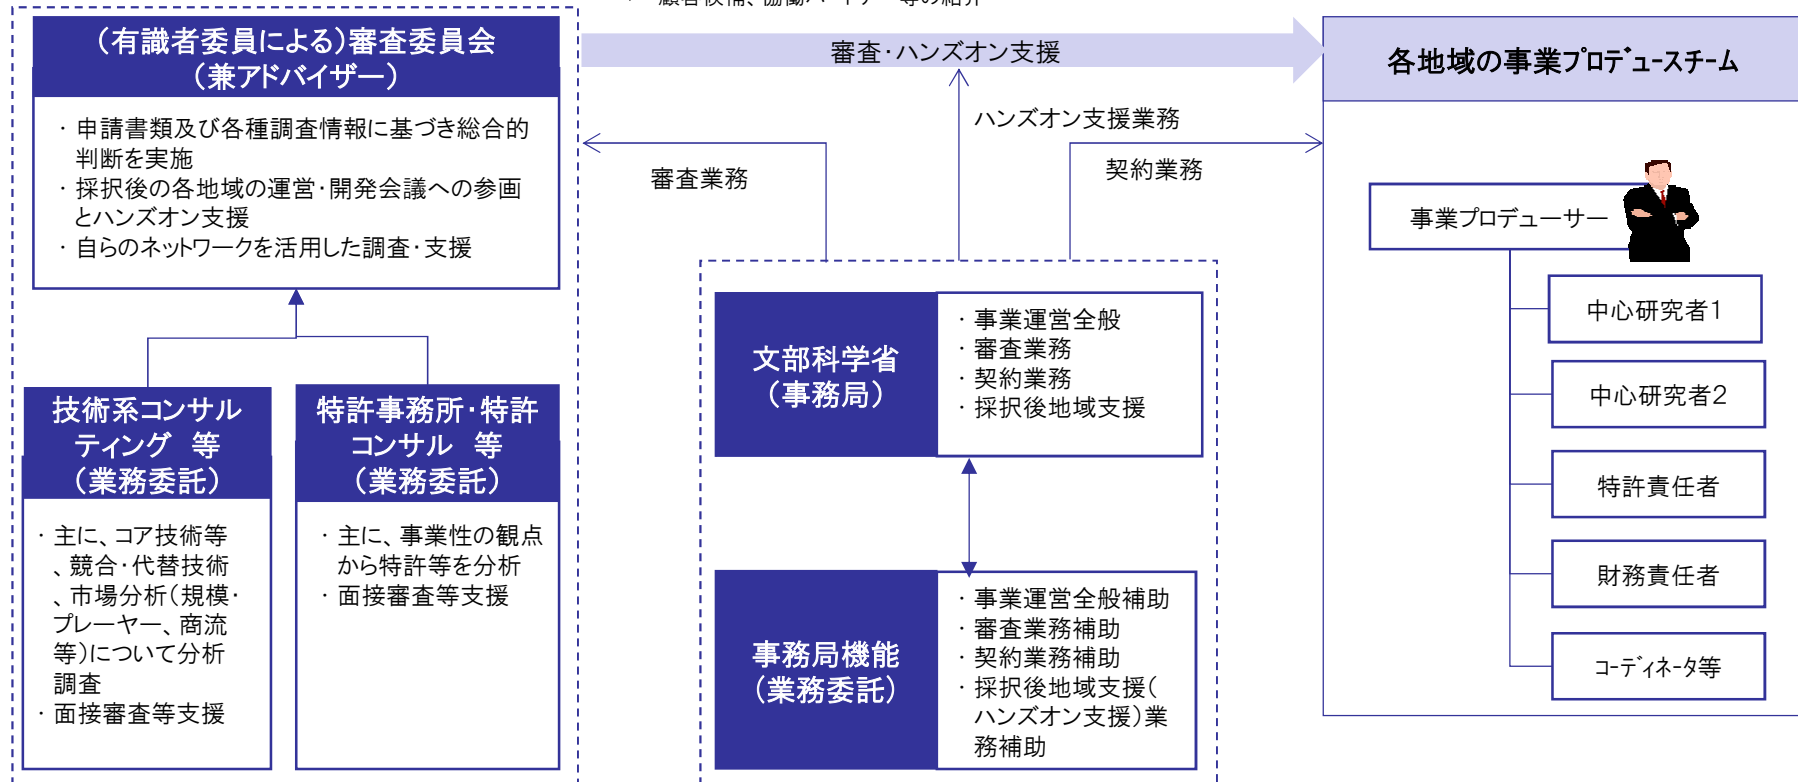 顧客候補、協働パートナー等の紹介
（有識者委員による）審査委員会
（兼アドバイザー）
・申請書類及び各種調査情報に基づき総合的
判断を実施
・採択後の各地域の運営・開発会議への参画
とハンズオン支援
・自らのネットワークを活用した調査・支援
審査・ハンズオン支援
各地域の事業プロデュースチーム
ハンズオン支援業務
審査業務
契約業務
事業プロデューサー
中心研究者1
中心研究者2
特許責任者
財務責任者
コーディネータ等
技術系コンサル
ティング 等
（業務委託）
・主に、コア技術等
、競合・代替技術
、市場分析（規模・
プレーヤー、商流
等）について分析
調査
・面接審査等支援
特許事務所・特許
コンサル 等
（業務委託）
・主に、事業性の観点
から特許等を分析
・面接審査等支援
文部科学省
（事務局）
・事業運営全般
・審査業務
・契約業務
・採択後地域支援
事務局機能
（業務委託）
・事業運営全般補助
・審査業務補助
・契約業務補助
・採択後地域支援（
ハンズオン支援）業
務補助